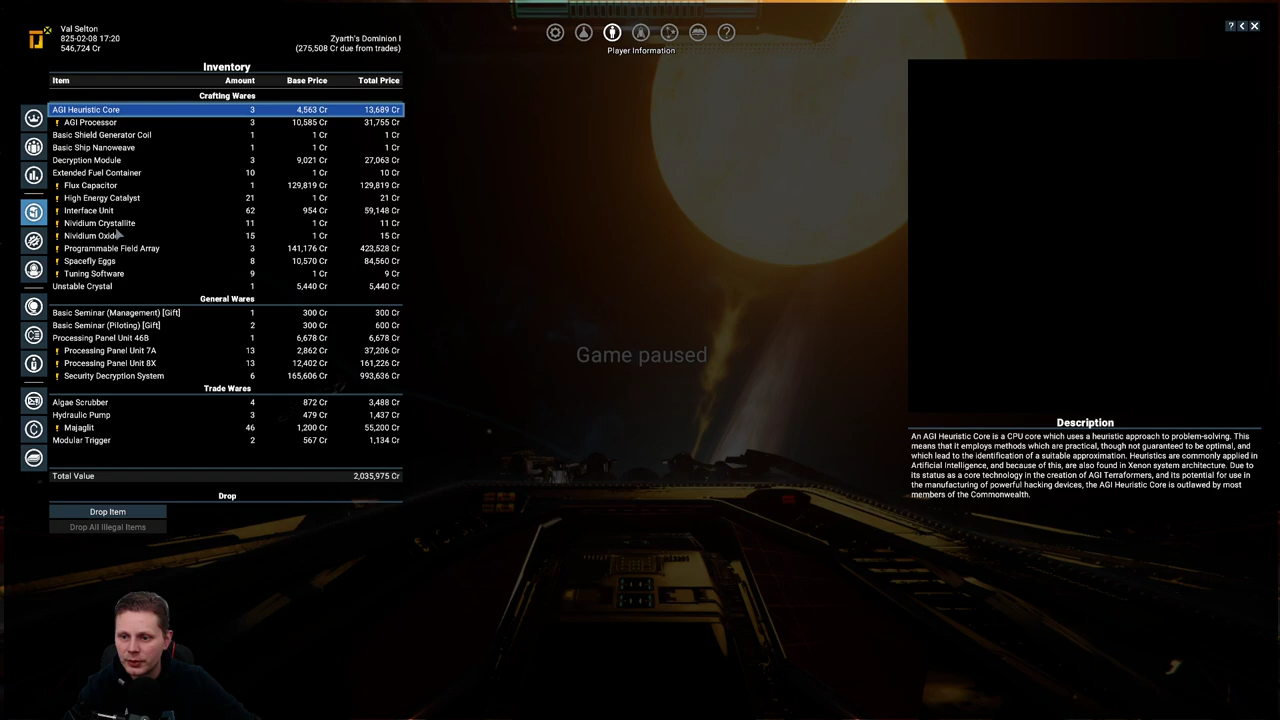 Val Selton
825-02-08 17:20
546,724 Cr
Zyarth's Dominion I
(275,508 Cr due from trades)
Player Information
Inventory
Item Amount Base Price Total Price
Crafting Wares
AGI Heuristic Core 3 4,563 Cr 13,689 Cr
! AGI Processor 3 10,585 Cr 31,755 Cr
Basic Shield Generator Coil 1 1 Cr 1 Cr
Basic Ship Nanoweave 1 1 Cr 1 Cr
Decryption Module 3 9,021 Cr 27,063 Cr
Extended Fuel Container 10 1 Cr 10 Cr
! Flux Capacitor 1 129,819 Cr 129,819 Cr
! High Energy Catalyst 21 1 Cr 21 Cr
! Interface Unit 62 954 Cr 59,148 Cr
! Nividium Crystallite 11 1 Cr 11 Cr
! Nividium Oxide 15 1 Cr 15 Cr
! Programmable Field Array 3 141,176 Cr 423,528 Cr
! Spacefly Eggs 8 10,570 Cr 84,560 Cr
! Tuning Software 9 1 Cr 9 Cr
Unstable Crystal 1 5,440 Cr 5,440 Cr
General Wares
Basic Seminar (Management) [Gift] 1 300 Cr 300 Cr
Basic Seminar (Piloting) [Gift] 2 300 Cr 600 Cr
Processing Panel Unit 46B 1 6,678 Cr 6,678 Cr
! Processing Panel Unit 7A 13 2,862 Cr 37,206 Cr
! Processing Panel Unit 8X 13 12,402 Cr 161,226 Cr
! Security Decryption System 6 165,606 Cr 993,636 Cr
Trade Wares
Algae Scrubber 4 872 Cr 3,488 Cr
Hydraulic Pump 3 479 Cr 1,437 Cr
! Majaglit 46 1,200 Cr 55,200 Cr
Modular Trigger 2 567 Cr 1,134 Cr
Total Value 2,035,975 Cr
Drop
Drop Item
Drop All Illegal Items
Game paused
Description
An AGI Heuristic Core is a CPU core which uses a heuristic approach to problem-solving. This
means that it employs methods which are practical, though not guaranteed to be optimal, and
which lead to the identification of a suitable approximation. Heuristics are commonly applied in
Artificial Intelligence, and because of this, are also found in Xenon system architecture. Due to
its status as a core technology in the creation of AGI Terraformers, and its potential for use in
the manufacturing of powerful hacking devices, the AGI Heuristic Core is outlawed by most
members of the Commonwealth.